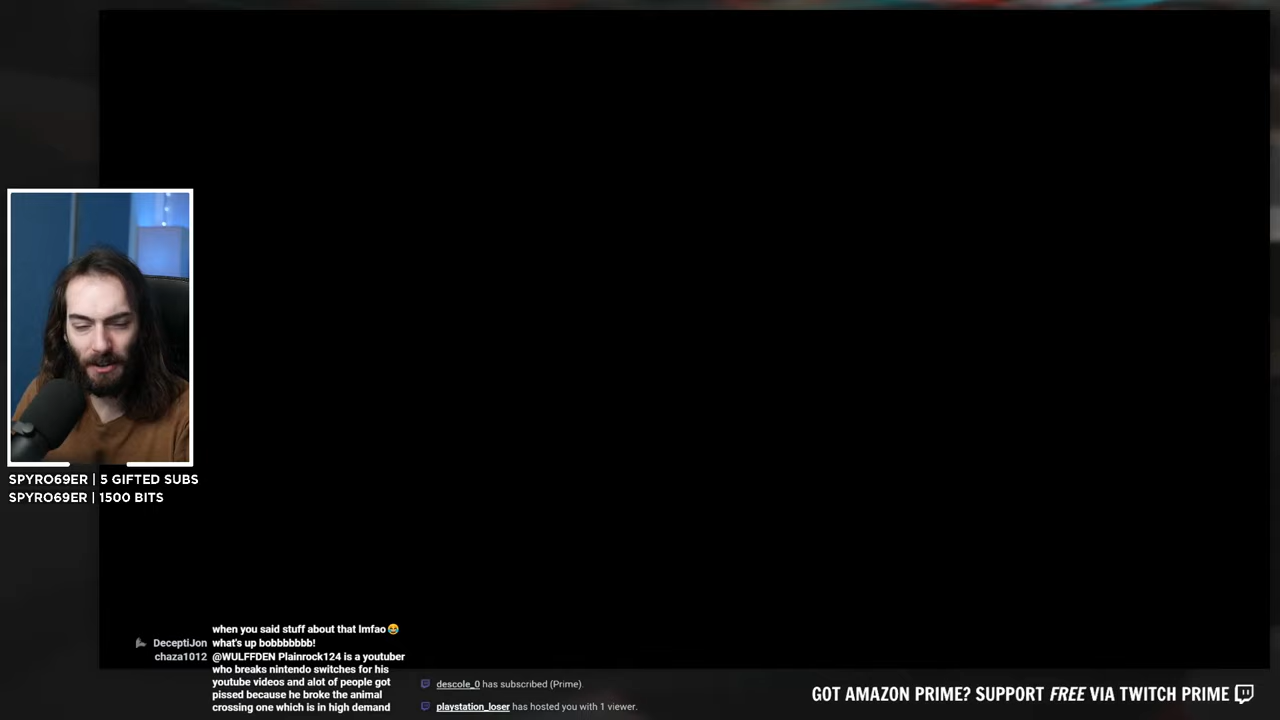 SPYRO69ER | 5 GIFTED SUBS
SPYRO69ER | 1500 BITS
when you said stuff about that lmfao 😂
DeceptiJon what's up bobbbbbbb!
chaza1012 @WULFFDEN Plainrock124 is a youtuber
who breaks nintendo switches for his
youtube videos and alot of people got
pissed because he broke the animal
crossing one which is in high demand
descole_0 has subscribed (Prime).
playstation_loser has hosted you with 1 viewer.
GOT AMAZON PRIME? SUPPORT FREE VIA TWITCH PRIME